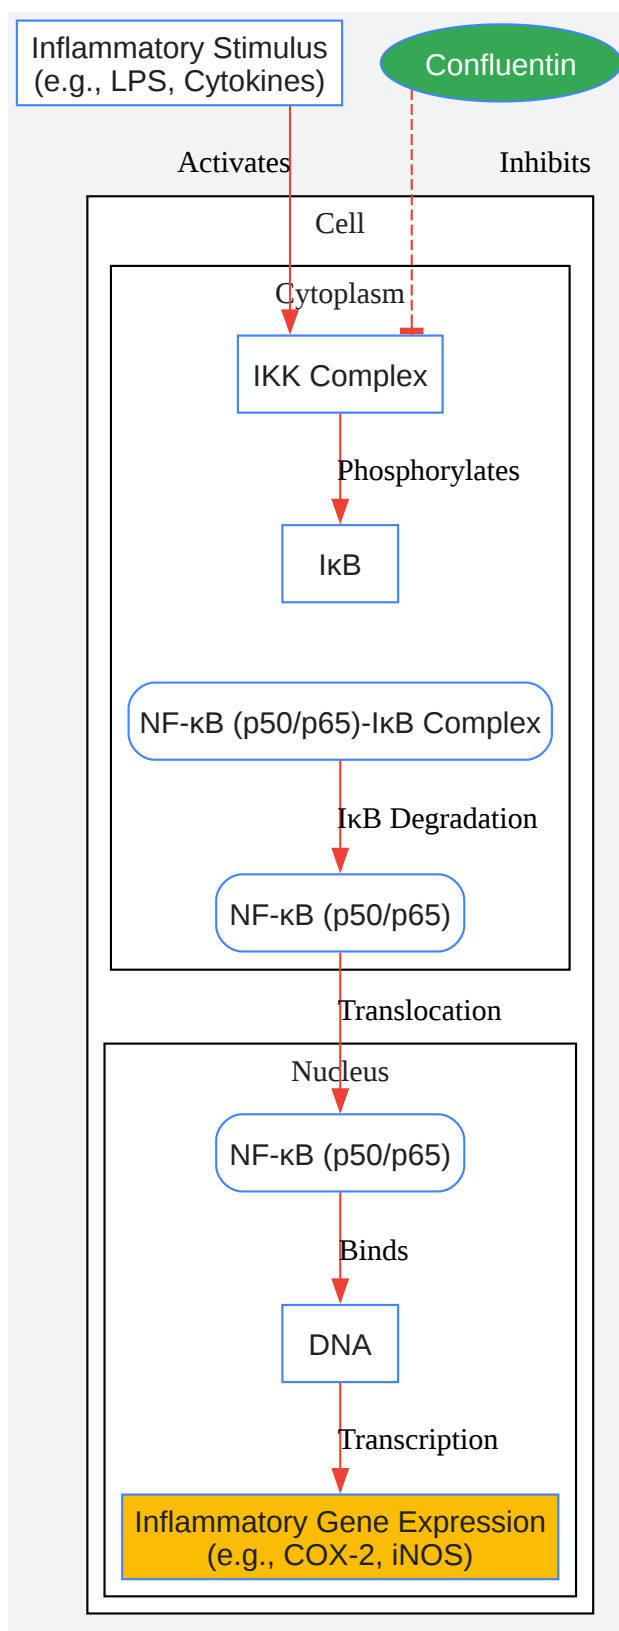 Inflammatory Stimulus
(e.g., LPS, Cytokines)
Confluentin
Activates
Inhibits
Cell
Cytoplasm
IKK Complex
Phosphorylates
IκB
NF-κB (p50/p65)-IκB Complex
IκB Degradation
NF-κB (p50/p65)
Translocation
Nucleus
NF-κB (p50/p65)
Binds
DNA
Transcription
Inflammatory Gene Expression
(e.g., COX-2, iNOS)